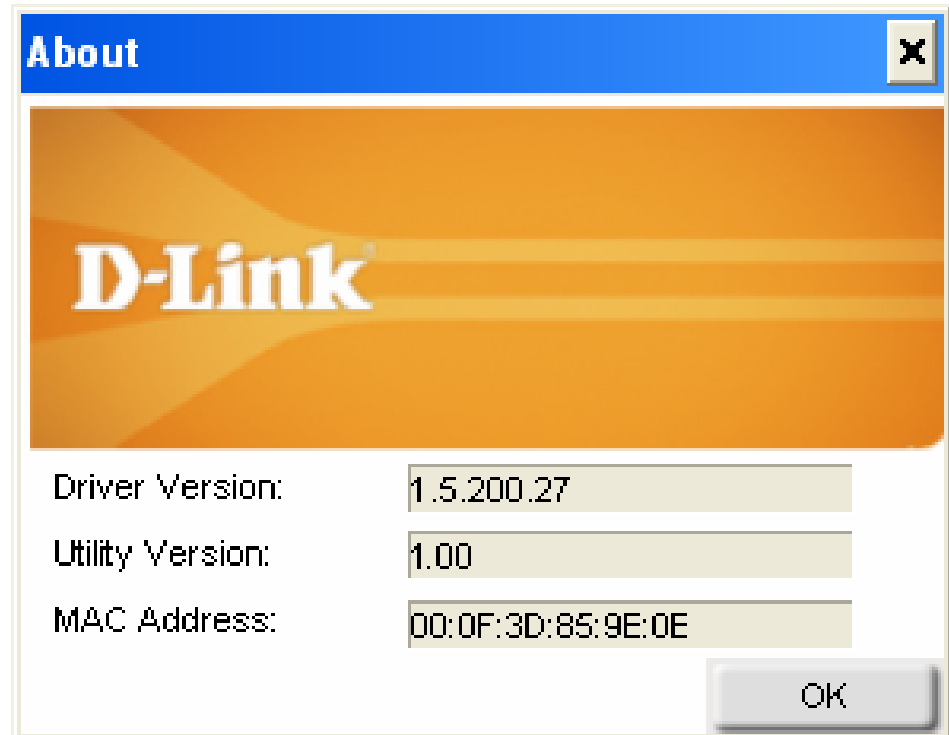 About
D-Link
Driver Version: 1.5.200.27
Utility Version: 1.00
MAC Address: 00:0F:3D:85:9E:0E
OK